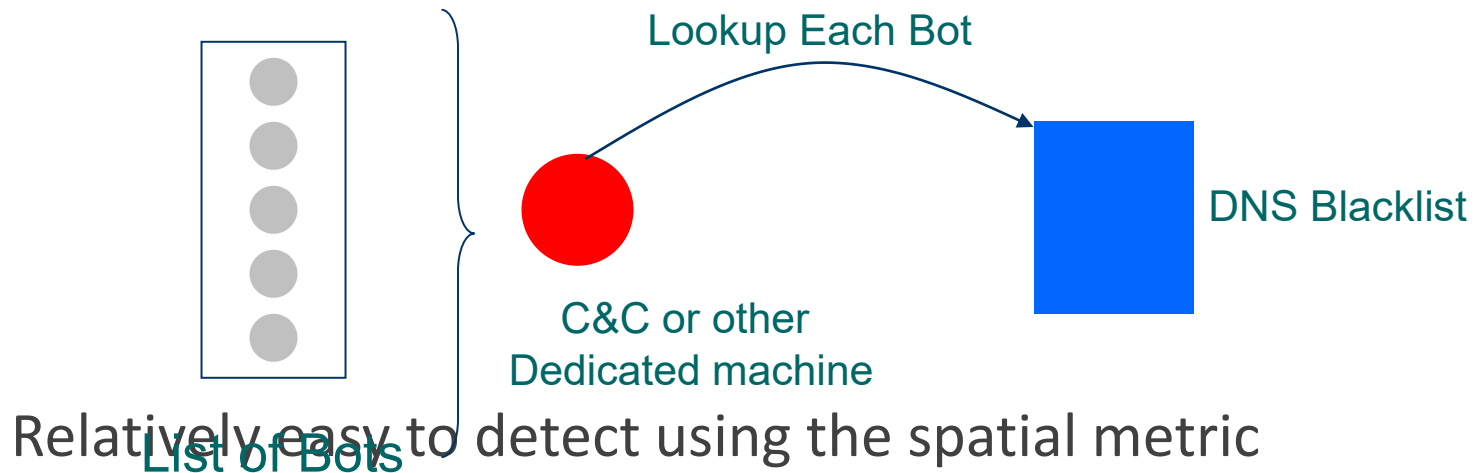 Lookup Each Bot
DNS Blacklist
C&C or other
Dedicated machine
Relatively easy to detect using the spatial metric
List of Bots